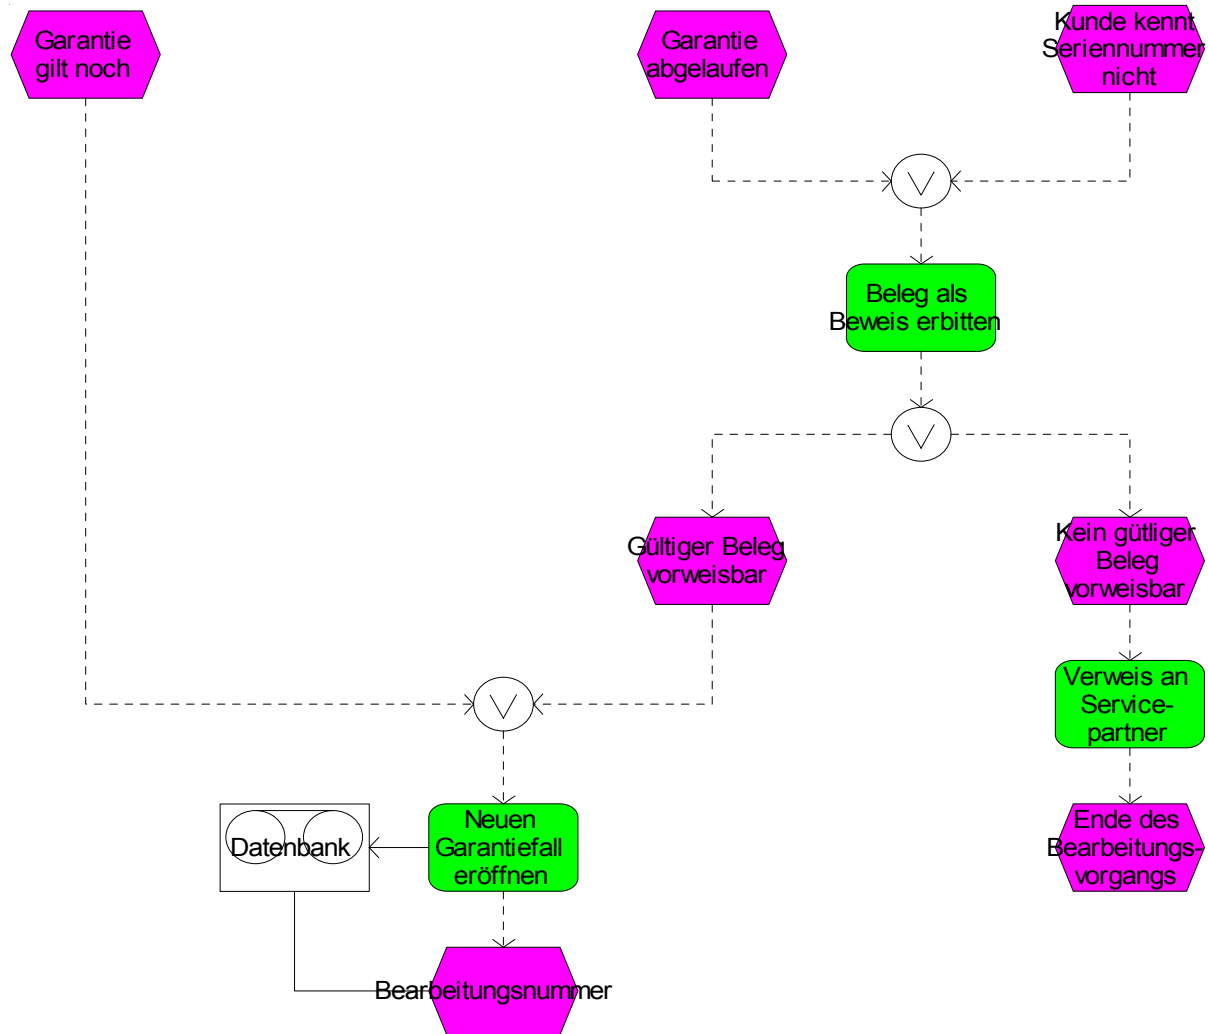 Garantie
gilt noch
Garantie
abgelaufen
Kunde kennt
Seriennummer
nicht
Beleg als
Beweis erbitten
Gültiger Beleg
vorweisbar
Kein gütliger
Beleg
vorweisbar
Verweis an
Service-
partner
Datenbank
Neuen
Garantiefall
eröffnen
Ende des
Bearbeitungs-
vorgangs
Bearbeitungsnummer